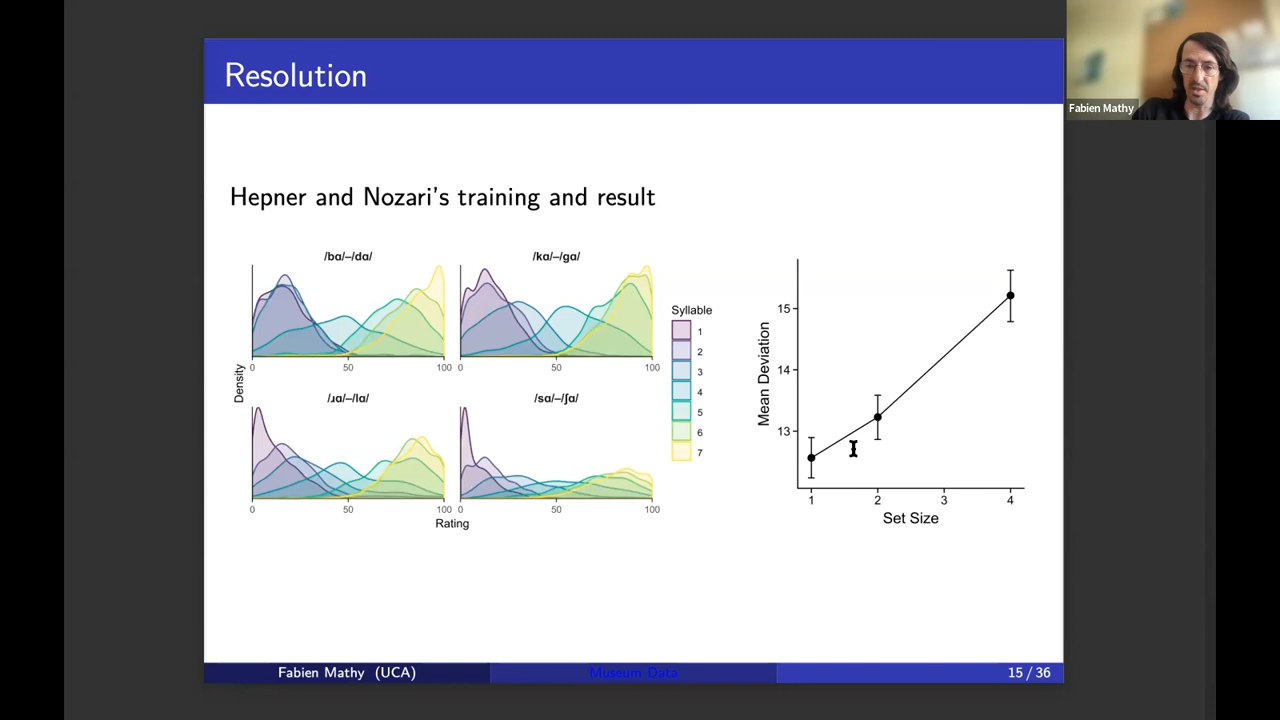 Resolution
Fabien Mathy
Hepner and Nozari's training and result
/bɑ/–/dɑ/
/kɑ/–/gɑ/
0 50 100
0 50 100
/ɹɑ/–/lɑ/
/sɑ/–/ʃɑ/
0 50 100
0 50 100
Density
Rating
Syllable
1
2
3
4
5
6
7
Mean Deviation
15
14
13
1 2 3 4
Set Size
Fabien Mathy (UCA)
Museum Data
15 / 36